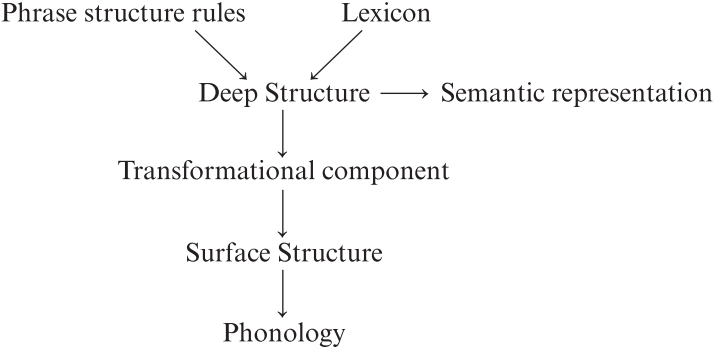 Phrase structure rules Lexicon
Deep Structure Semantic representation
Transformational component
Surface Structure
Phonology